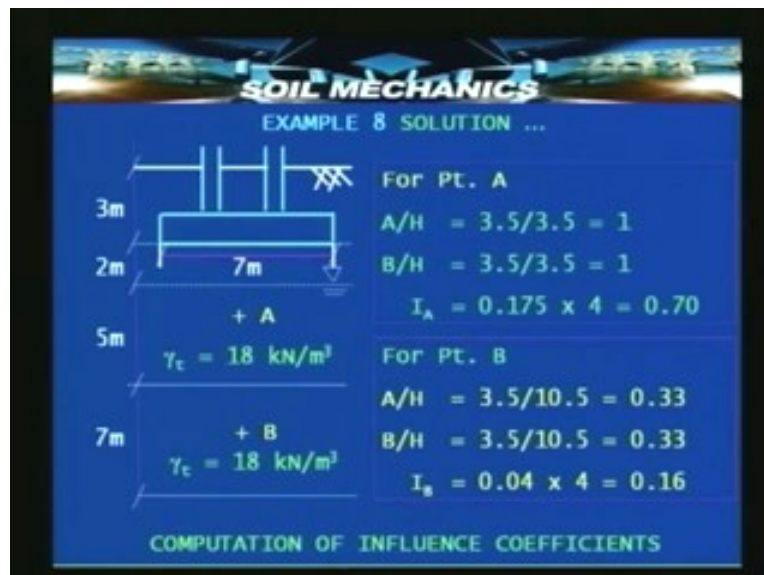 SOIL MECHANICS
EXAMPLE 8 SOLUTION ...
3m
2m
7m
5m
+ A
γt = 18 kN/m³
7m
+ B
γt = 18 kN/m³
For Pt. A
A/H = 3.5/3.5 = 1
B/H = 3.5/3.5 = 1
IA = 0.175 x 4 = 0.70
For Pt. B
A/H = 3.5/10.5 = 0.33
B/H = 3.5/10.5 = 0.33
IB = 0.04 x 4 = 0.16
COMPUTATION OF INFLUENCE COEFFICIENTS